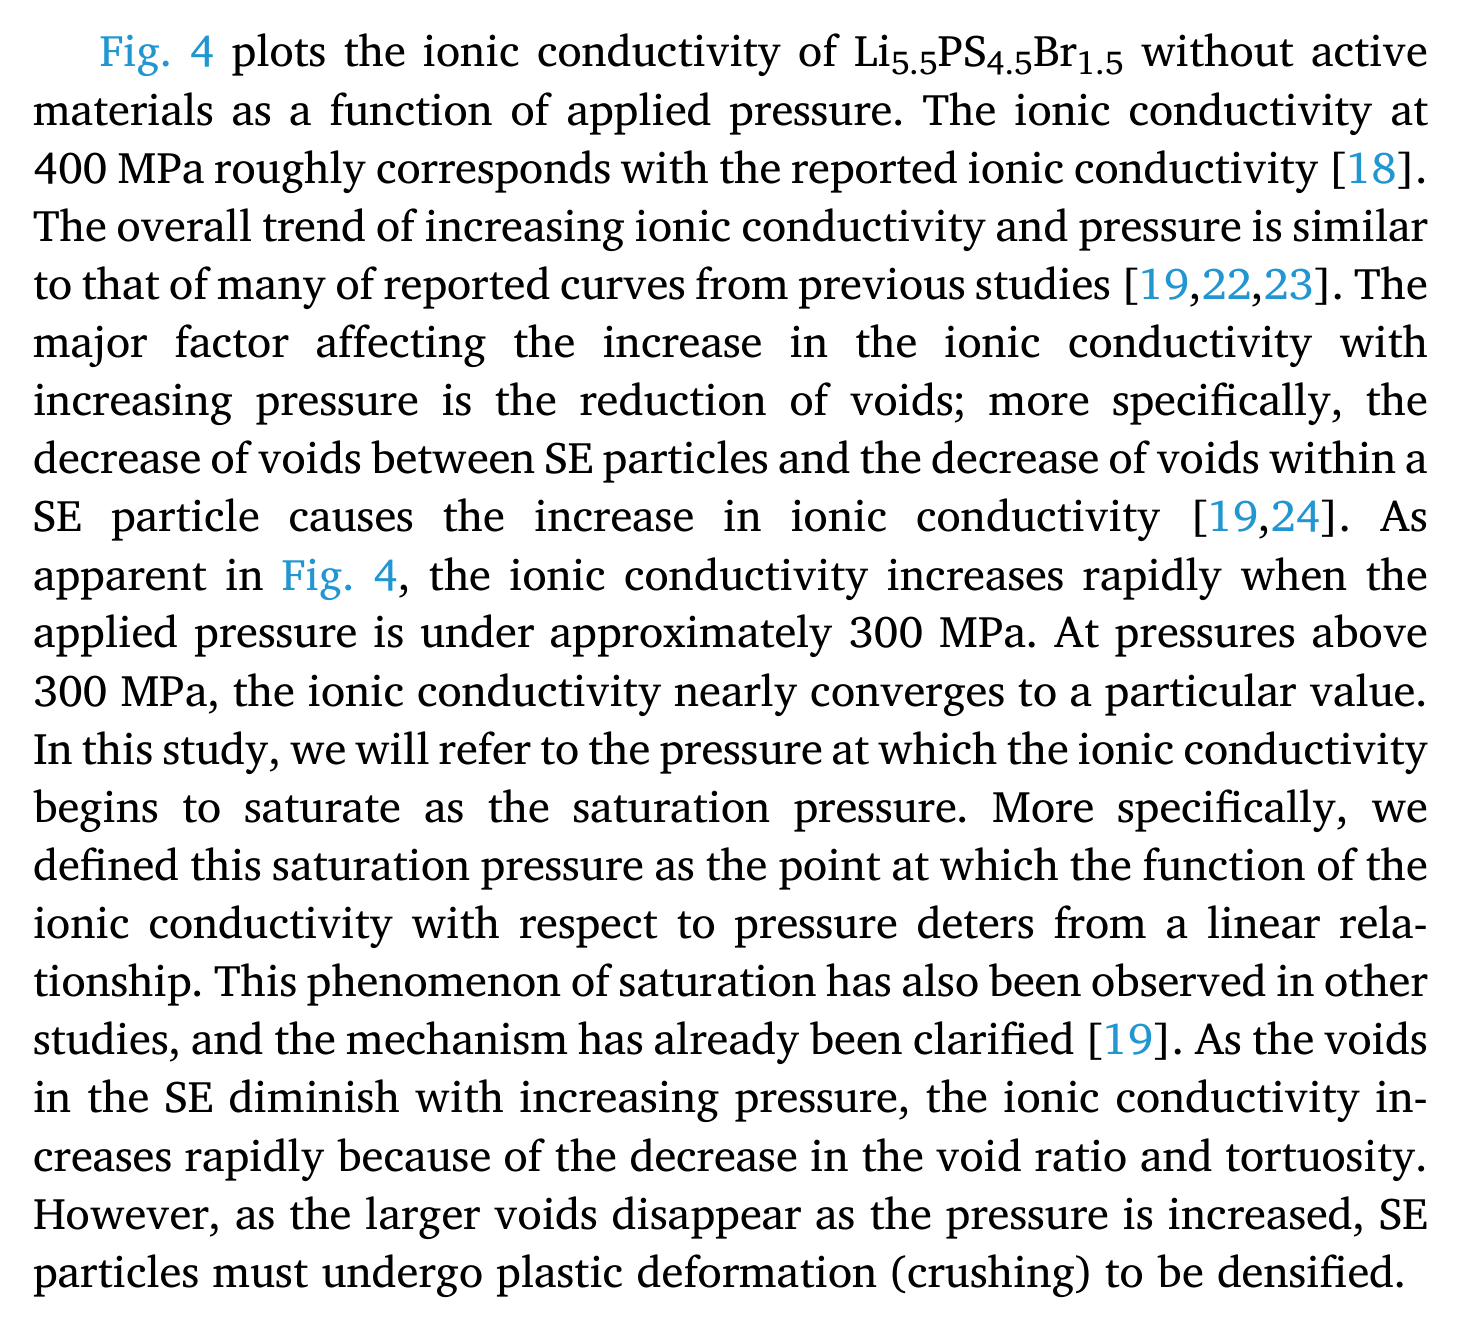 Fig. 4 plots the ionic conductivity of Li5.5PS4.5Br1.5 without active
materials as a function of applied pressure. The ionic conductivity at
400 MPa roughly corresponds with the reported ionic conductivity [18].
The overall trend of increasing ionic conductivity and pressure is similar
to that of many of reported curves from previous studies [19,22,23]. The
major factor affecting the increase in the ionic conductivity with
increasing pressure is the reduction of voids; more specifically, the
decrease of voids between SE particles and the decrease of voids within a
SE particle causes the increase in ionic conductivity [19,24]. As
apparent in Fig. 4, the ionic conductivity increases rapidly when the
applied pressure is under approximately 300 MPa. At pressures above
300 MPa, the ionic conductivity nearly converges to a particular value.
In this study, we will refer to the pressure at which the ionic conductivity
begins to saturate as the saturation pressure. More specifically, we
defined this saturation pressure as the point at which the function of the
ionic conductivity with respect to pressure deters from a linear rela-
tionship. This phenomenon of saturation has also been observed in other
studies, and the mechanism has already been clarified [19]. As the voids
in the SE diminish with increasing pressure, the ionic conductivity in-
creases rapidly because of the decrease in the void ratio and tortuosity.
However, as the larger voids disappear as the pressure is increased, SE
particles must undergo plastic deformation (crushing) to be densified.